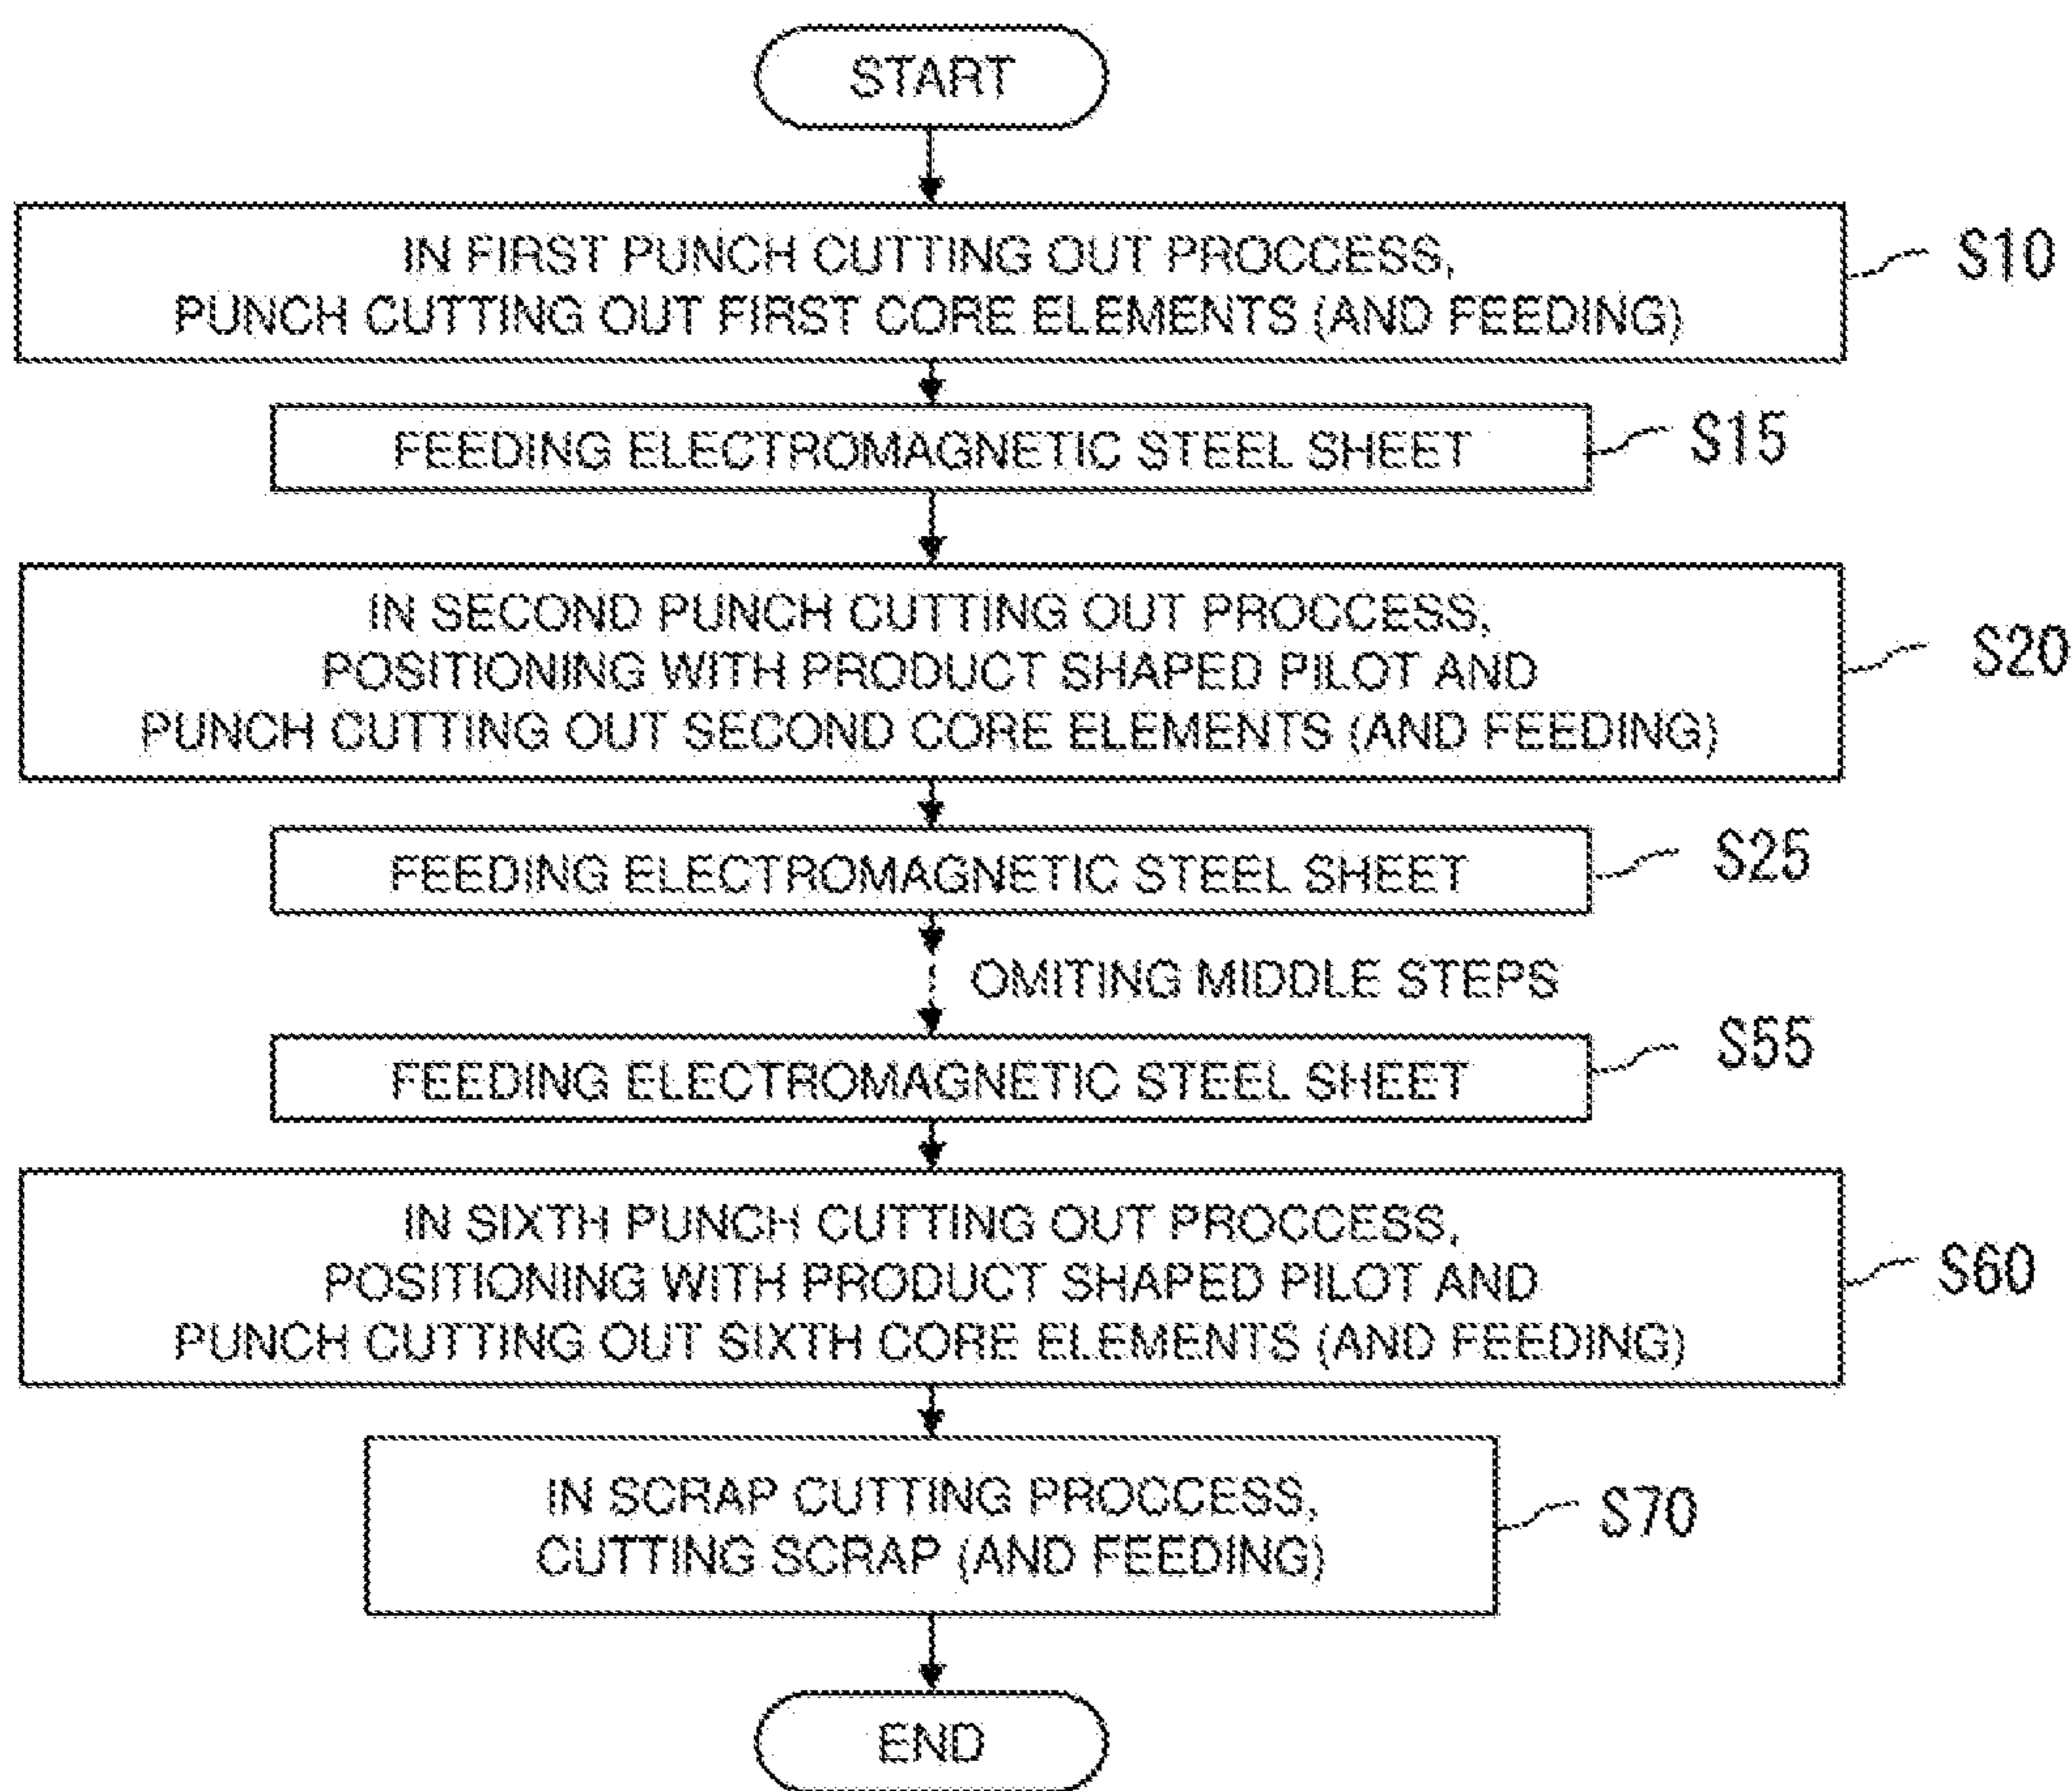 START
IN FIRST PUNCH CUTTING OUT PROCCESS,
PUNCH CUTTING OUT FIRST CORE ELEMENTS (AND FEEDING)
S10
FEEDING ELECTROMAGNETIC STEEL SHEET
S15
IN SECOND PUNCH CUTTING OUT PROCCESS,
POSITIONING WITH PRODUCT SHAPED PILOT AND
PUNCH CUTTING OUT SECOND CORE ELEMENTS (AND FEEDING)
S20
FEEDING ELECTROMAGNETIC STEEL SHEET
S25
OMITING MIDDLE STEPS
FEEDING ELECTROMAGNETIC STEEL SHEET
S55
IN SIXTH PUNCH CUTTING OUT PROCCESS,
POSITIONING WITH PRODUCT SHAPED PILOT AND
PUNCH CUTTING OUT SIXTH CORE ELEMENTS (AND FEEDING)
S60
IN SCRAP CUTTING PROCCESS,
CUTTING SCRAP (AND FEEDING)
S70
END